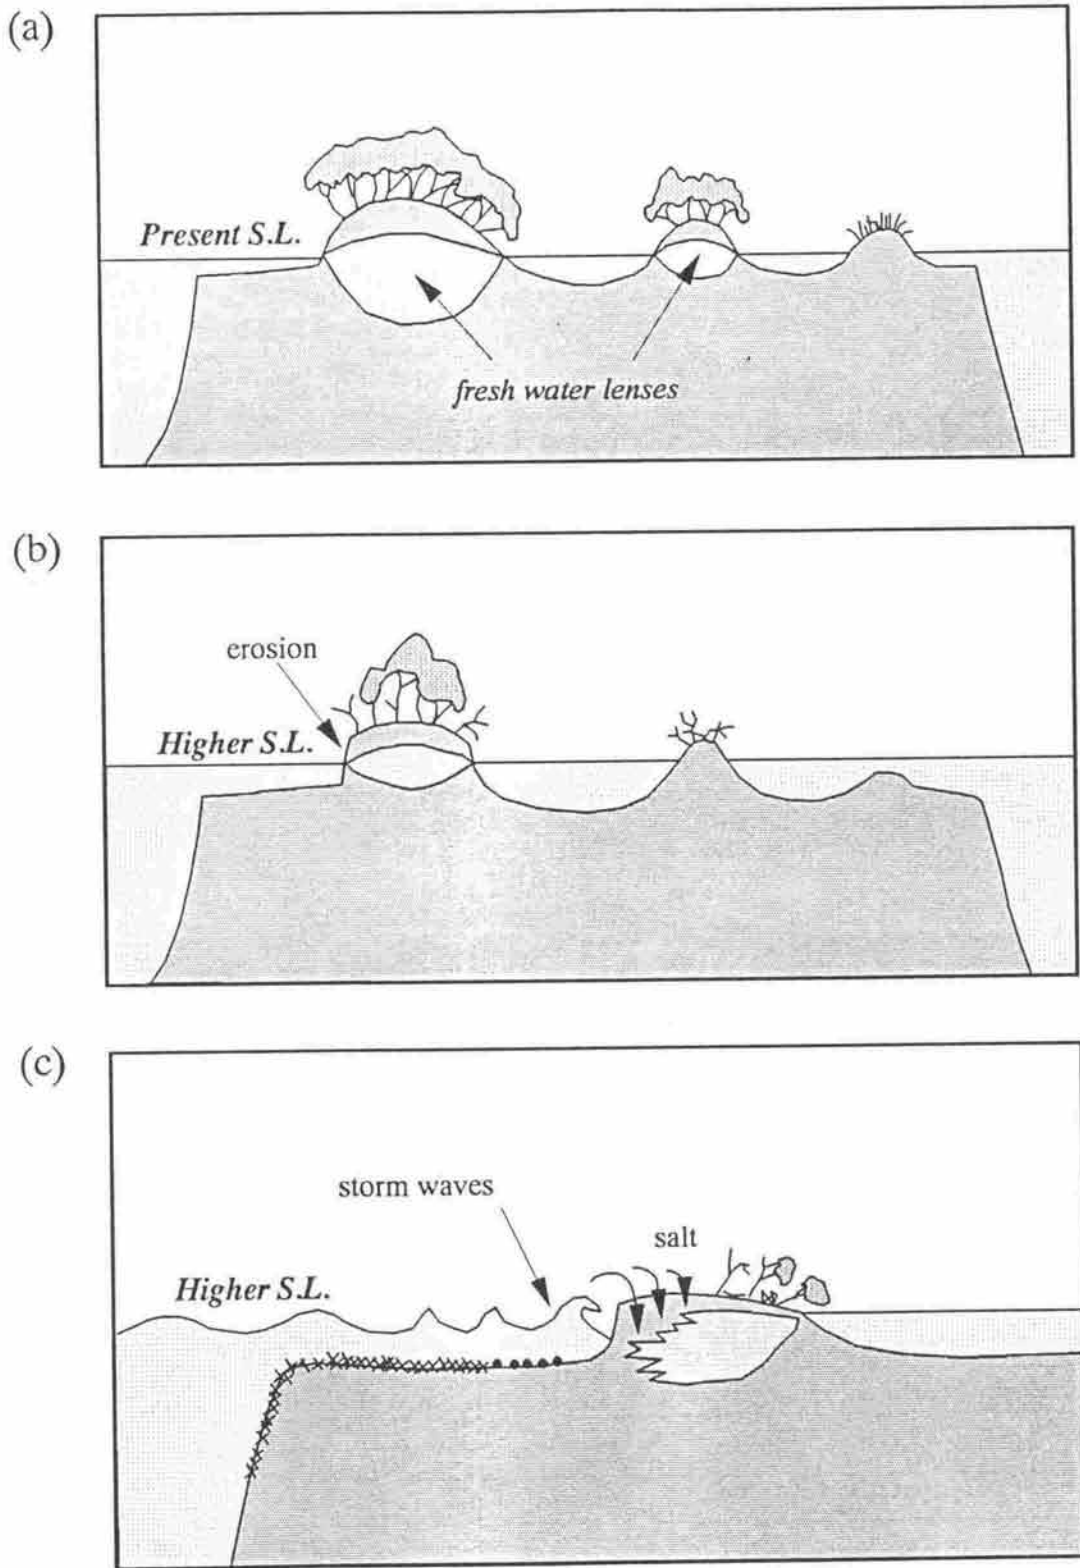 (a)
Present S.L.
fresh water lenses
(b)
erosion
Higher S.L.
(c)
storm waves
salt
Higher S.L.